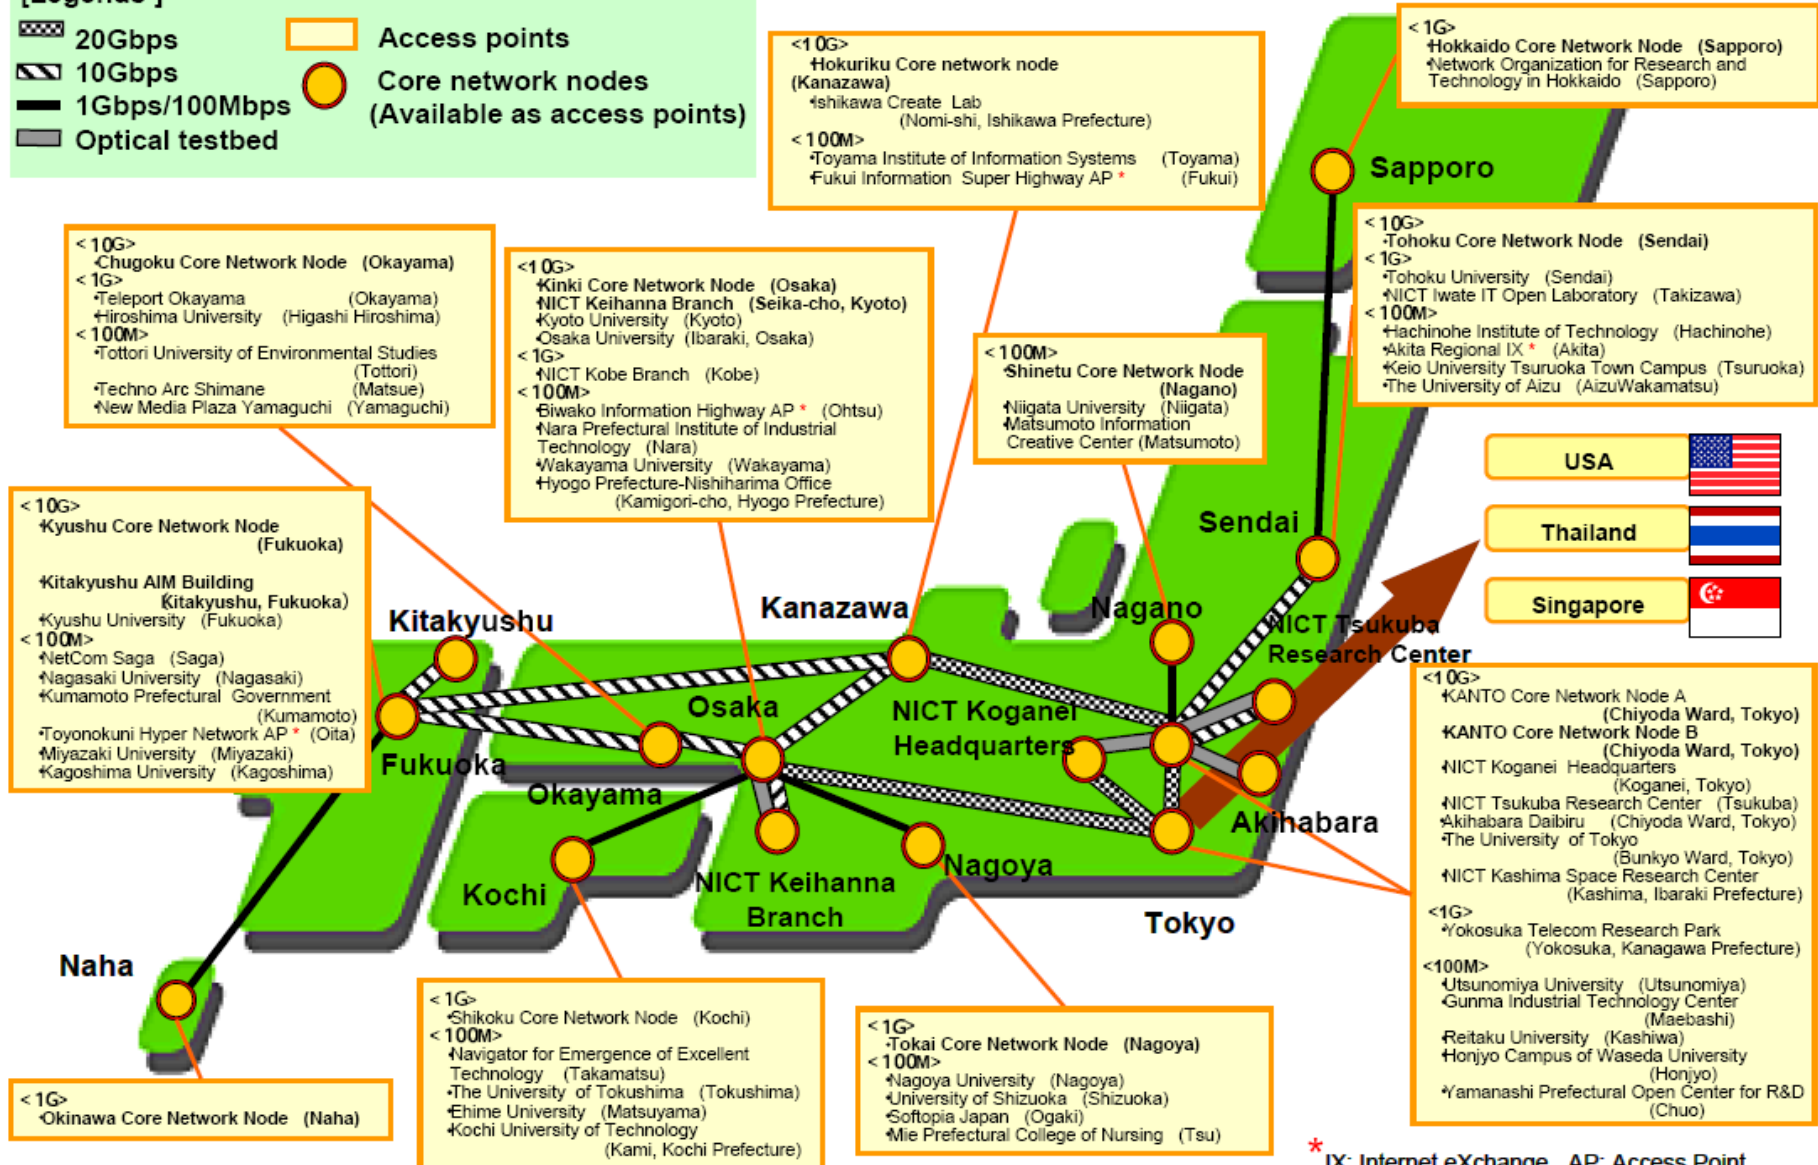 [Legends ]
20Gbps
10Gbps
1Gbps/100Mbps
Optical testbed
Access points
Core network nodes
(Available as access points)
<10G>
•Hokuriku Core network node
(Kanazawa)
•Ishikawa Create Lab
(Nomi-shi, Ishikawa Prefecture)
<100M>
•Toyama Institute of Information Systems (Toyama)
•Fukui Information Super Highway AP * (Fukui)
<1G>
•Hokkaido Core Network Node (Sapporo)
•Network Organization for Research and
Technology in Hokkaido (Sapporo)
Sapporo
<10G>
•Chugoku Core Network Node (Okayama)
<1G>
•Teleport Okayama (Okayama)
•Hiroshima University (Higashi Hiroshima)
<100M>
•Tottori University of Environmental Studies
(Tottori)
•Techno Arc Shimane (Matsue)
•New Media Plaza Yamaguchi (Yamaguchi)
<10G>
•Kinki Core Network Node (Osaka)
•NICT Keihanna Branch (Seika-cho, Kyoto)
•Kyoto University (Kyoto)
•Osaka University (Ibaraki, Osaka)
<1G>
•NICT Kobe Branch (Kobe)
<100M>
•Biwako Information Highway AP * (Ohtsu)
•Nara Prefectural Institute of Industrial
Technology (Nara)
•Wakayama University (Wakayama)
•Hyogo Prefecture-Nishiharima Office
(Kamigori-cho, Hyogo Prefecture)
<100M>
•Shinetu Core Network Node
(Nagano)
•Niigata University (Niigata)
•Matsumoto Information
Creative Center (Matsumoto)
<10G>
•Tohoku Core Network Node (Sendai)
<1G>
•Tohoku University (Sendai)
•NICT Iwate IT Open Laboratory (Takizawa)
<100M>
•Hachinohe Institute of Technology (Hachinohe)
•Akita Regional IX * (Akita)
•Keio University Tsuruoka Town Campus (Tsuruoka)
•The University of Aizu (AizuWakamatsu)
USA
Thailand
Singapore
<10G>
•Kyushu Core Network Node
(Fukuoka)
•Kitakyushu AIM Building
(Kitakyushu, Fukuoka)
•Kyushu University (Fukuoka)
<100M>
•NetCom Saga (Saga)
•Nagasaki University (Nagasaki)
•Kumamoto Prefectural Government
(Kumamoto)
•Toyonokuni Hyper Network AP * (Oita)
•Miyazaki University (Miyazaki)
•Kagoshima University (Kagoshima)
Kitakyushu
Kanazawa
Nagano
Sendai
NICT Tsukuba
Research Center
Osaka
NICT Koganei
Headquarters
Fukuoka
Okayama
Akihabara
Kochi
NICT Keihanna
Branch
Nagoya
Tokyo
Naha
<10G>
•KANTO Core Network Node A
(Chiyoda Ward, Tokyo)
•KANTO Core Network Node B
(Chiyoda Ward, Tokyo)
•NICT Koganei Headquarters
(Koganei, Tokyo)
•NICT Tsukuba Research Center (Tsukuba)
•Akihabara Daibiru (Chiyoda Ward, Tokyo)
•The University of Tokyo
(Bunkyo Ward, Tokyo)
•NICT Kashima Space Research Center
(Kashima, Ibaraki Prefecture)
<1G>
•Yokosuka Telecom Research Park
(Yokosuka, Kanagawa Prefecture)
<100M>
•Utsunomiya University (Utsunomiya)
•Gunma Industrial Technology Center
(Maebashi)
•Reitaku University (Kashiwa)
•Honjyo Campus of Waseda University
(Honjyo)
•Yamanashi Prefectural Open Center for R&D
(Chuo)
<1G>
•Okinawa Core Network Node (Naha)
<1G>
•Shikoku Core Network Node (Kochi)
<100M>
•Navigator for Emergence of Excellent
Technology (Takamatsu)
•The University of Tokushima (Tokushima)
•Ehime University (Matsuyama)
•Kochi University of Technology
(Kami, Kochi Prefecture)
<1G>
•Tokai Core Network Node (Nagoya)
<100M>
•Nagoya University (Nagoya)
•University of Shizuoka (Shizuoka)
•Softopia Japan (Ogaki)
•Mie Prefectural College of Nursing (Tsu)
* IX: Internet eXchange AP: Access Point